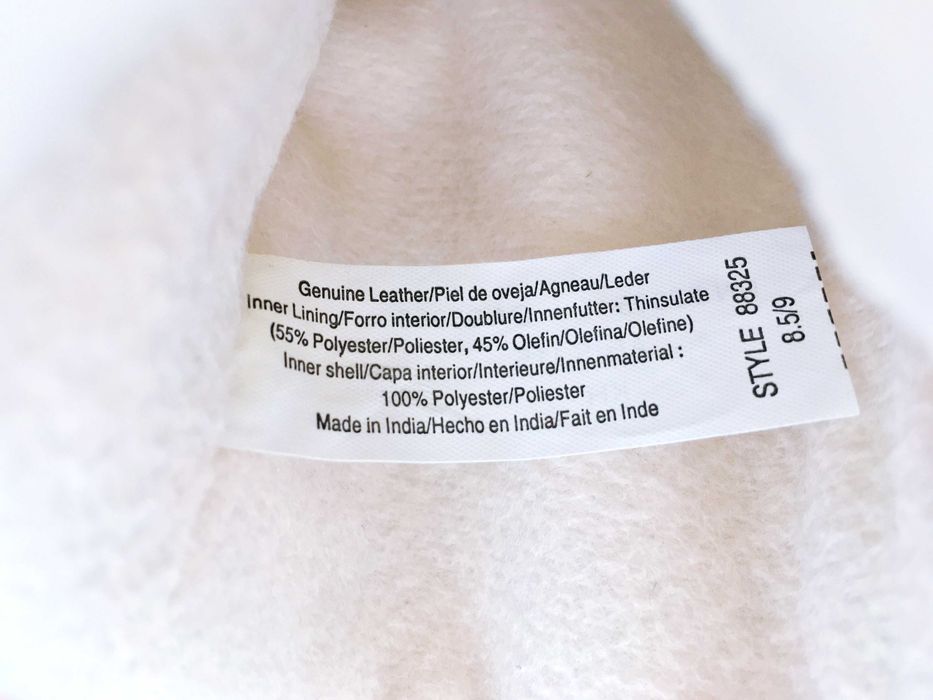 Genuine Leather/Piel de oveja/Agneau/Leder
Inner Lining/Forro interior/Doublure/Innenfutter: Thinsulate
(55% Polyester/Poliester, 45% Olefin/Olefina/Olefine)
Inner shell/Capa interior/Interieure/Innenmaterial :
100% Polyester/Poliester
Made in India/Hecho en India/Fait en Inde
STYLE 88325
8.5/9